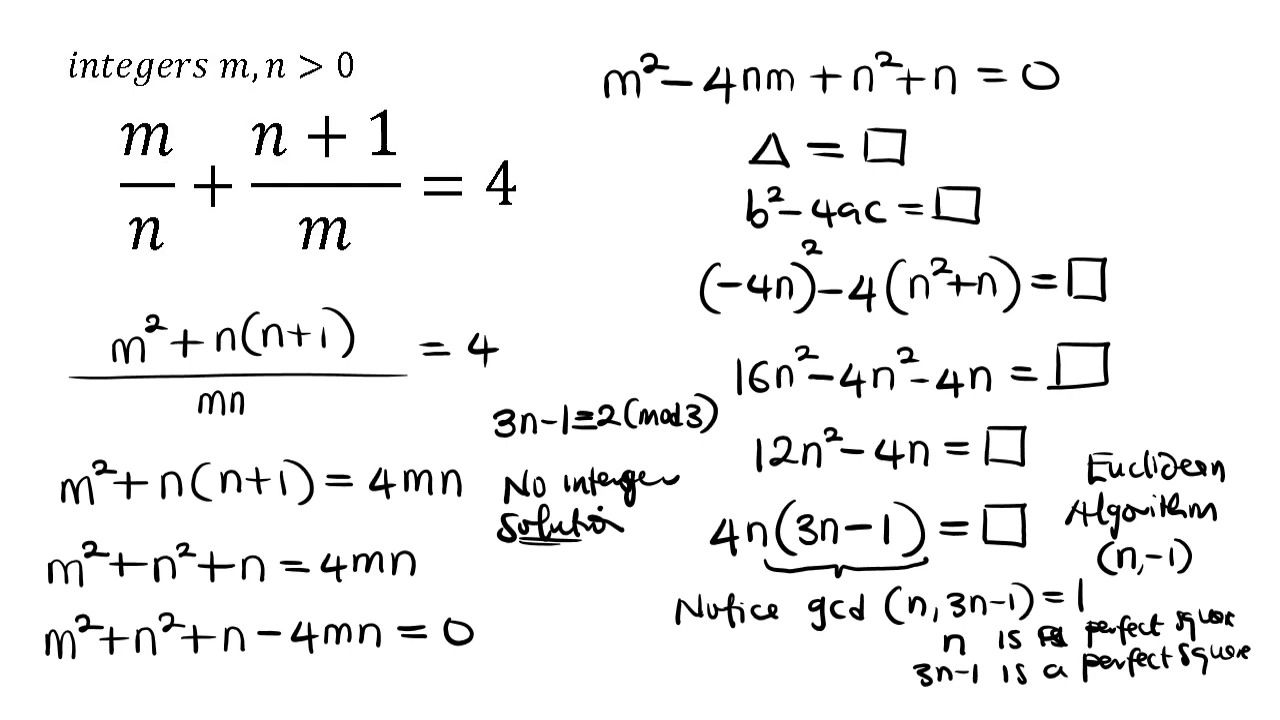 integers m, n > 0
m/n + (n + 1)/m = 4
(m² + n(n+1))/mn = 4
m² + n(n+1) = 4mn
m² + n² + n = 4mn
m² + n² + n - 4mn = 0
3n-1 ≡ 2 (mod 3)
No integer
solution
m² - 4nm + n² + n = 0
Δ = □
b² - 4ac = □
(-4n)² - 4(n² + n) = □
16n² - 4n² - 4n = □
12n² - 4n = □
4n(3n-1) = □
Euclidean
Algorithm
(n, -1)
Notice gcd (n, 3n-1) = 1
n is a perfect square
3n-1 is a perfect square